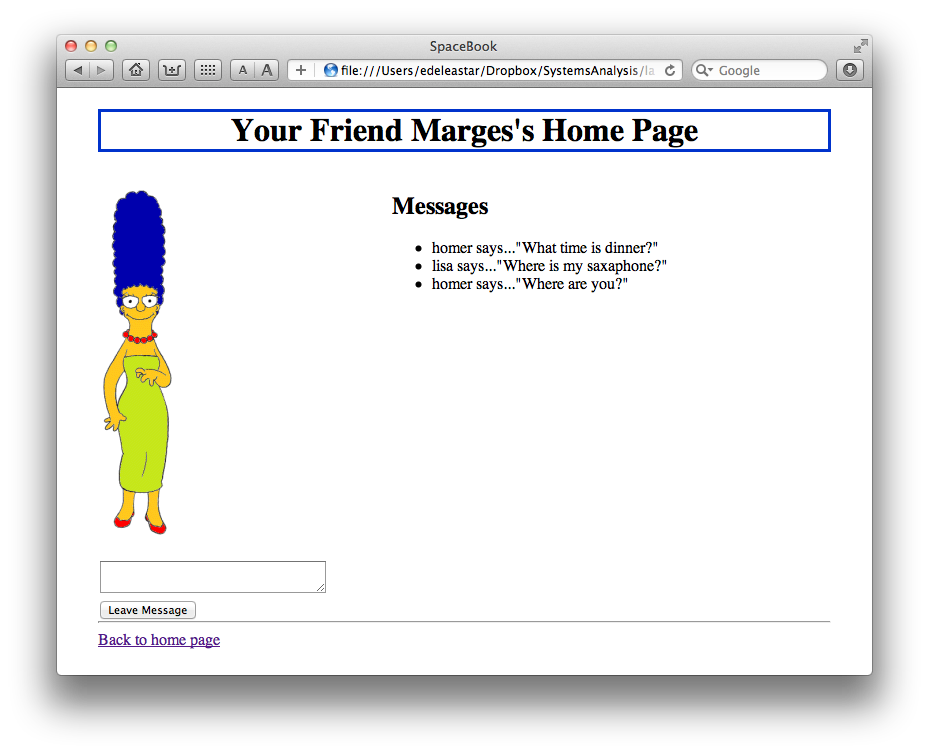 SpaceBook
A A
file:///Users/edeleastar/Dropbox/SystemsAnalysis/la
Google
Your Friend Marges's Home Page
Messages
homer says..."What time is dinner?"
lisa says..."Where is my saxaphone?"
homer says..."Where are you?"
Leave Message
Back to home page